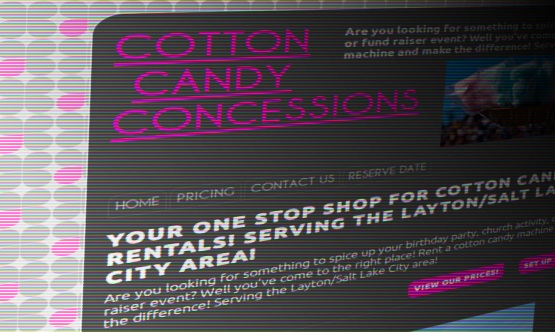 COTTON
CANDY
CONCESSIONS
Are you looking for something to
or fund raiser event? Well you've come
machine and make the difference!
HOME
PRICING
CONTACT US
RESERVE DATE
YOUR ONE STOP SHOP FOR COTTON
RENTALS! SERVING THE LAYTON/SALT
CITY AREA!
Are you looking for something to spice up your birthday party, church activity,
raiser event? Well you've come to the right place! Rent a cotton candy machine
the difference! Serving the Layton/Salt Lake City area!
VIEW OUR PRICES!
SET UP